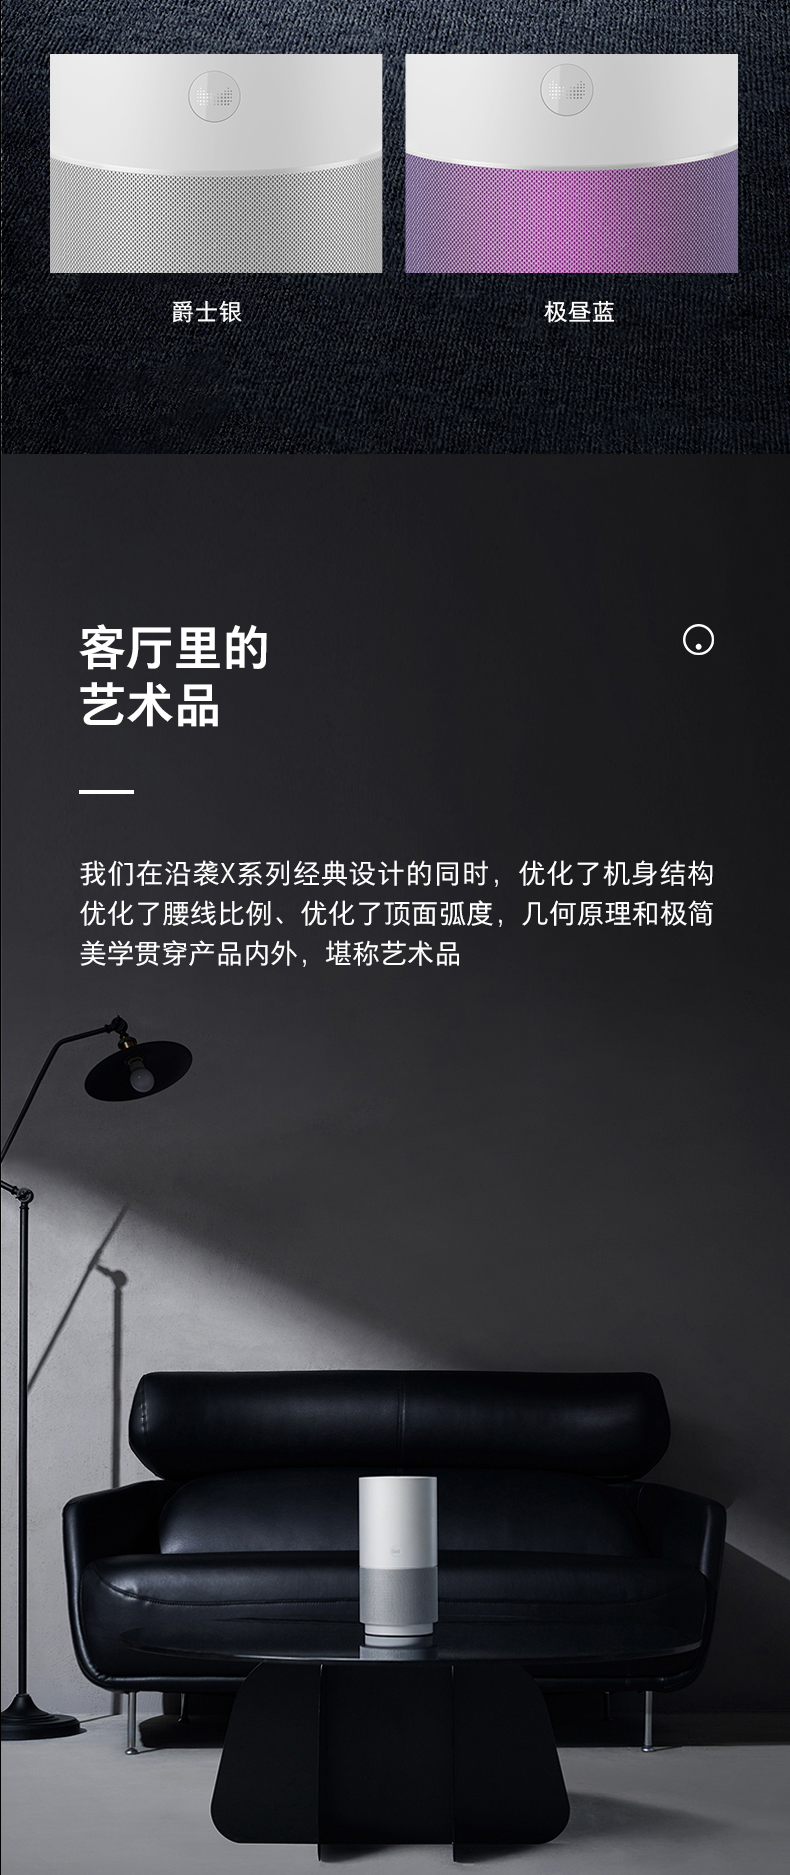 爵士银
极昼蓝
客厅里的
艺术品
我们在沿袭X系列经典设计的同时，优化了机身结构
优化了腰线比例、优化了顶面弧度，几何原理和极简
美学贯穿产品内外，堪称艺术品